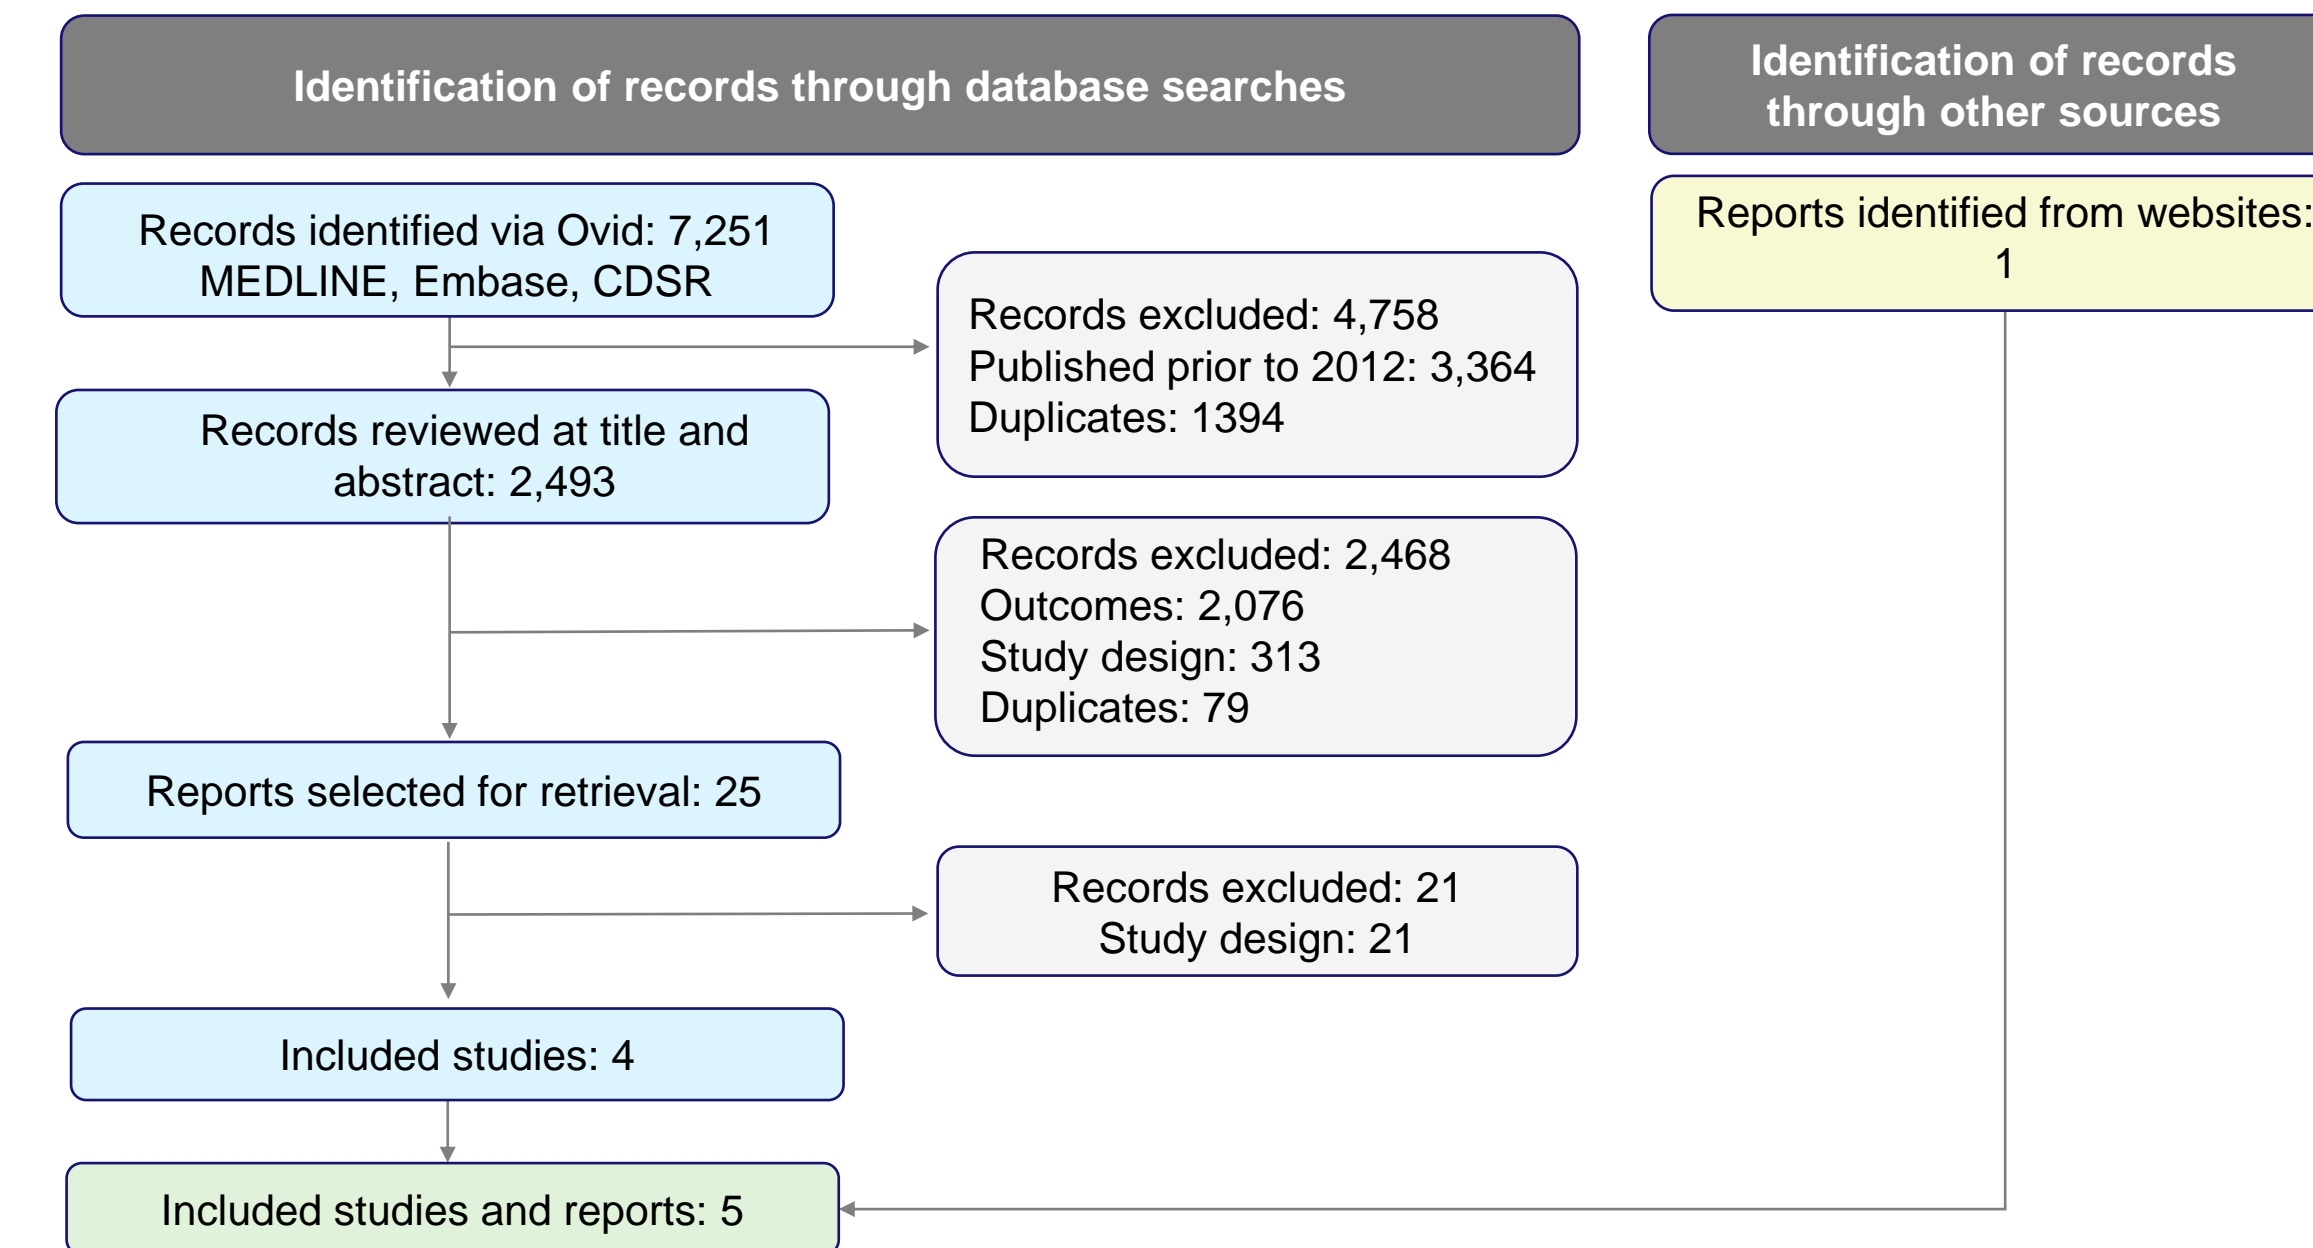 Identification of records through database searches
Identification of records
through other sources
Records identified via Ovid: 7,251
MEDLINE, Embase, CDSR
Reports identified from websites:
1
Records excluded: 4,758
Published prior to 2012: 3,364
Duplicates: 1394
Records reviewed at title and
abstract: 2,493
Records excluded: 2,468
Outcomes: 2,076
Study design: 313
Duplicates: 79
Reports selected for retrieval: 25
Records excluded: 21
Study design: 21
Included studies: 4
Included studies and reports: 5